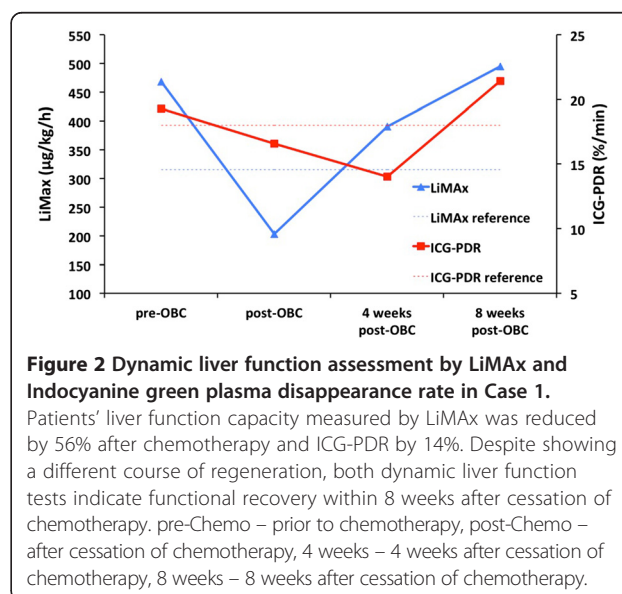 550
500
450
400
350
300
250
200
150
100
LiMax (µg/kg/h)
25
20
15
10
5
ICG-PDR (%/min)
LiMAx
LiMAx reference
ICG-PDR
ICG-PDR reference
pre-OBC
post-OBC
4 weeks
post-OBC
8 weeks
post-OBC
Figure 2 Dynamic liver function assessment by LiMAx and
Indocyanine green plasma disappearance rate in Case 1.
Patients' liver function capacity measured by LiMAx was reduced
by 56% after chemotherapy and ICG-PDR by 14%. Despite showing
a different course of regeneration, both dynamic liver function
tests indicate functional recovery within 8 weeks after cessation of
chemotherapy. pre-Chemo – prior to chemotherapy, post-Chemo –
after cessation of chemotherapy, 4 weeks – 4 weeks after cessation of
chemotherapy, 8 weeks – 8 weeks after cessation of chemotherapy.